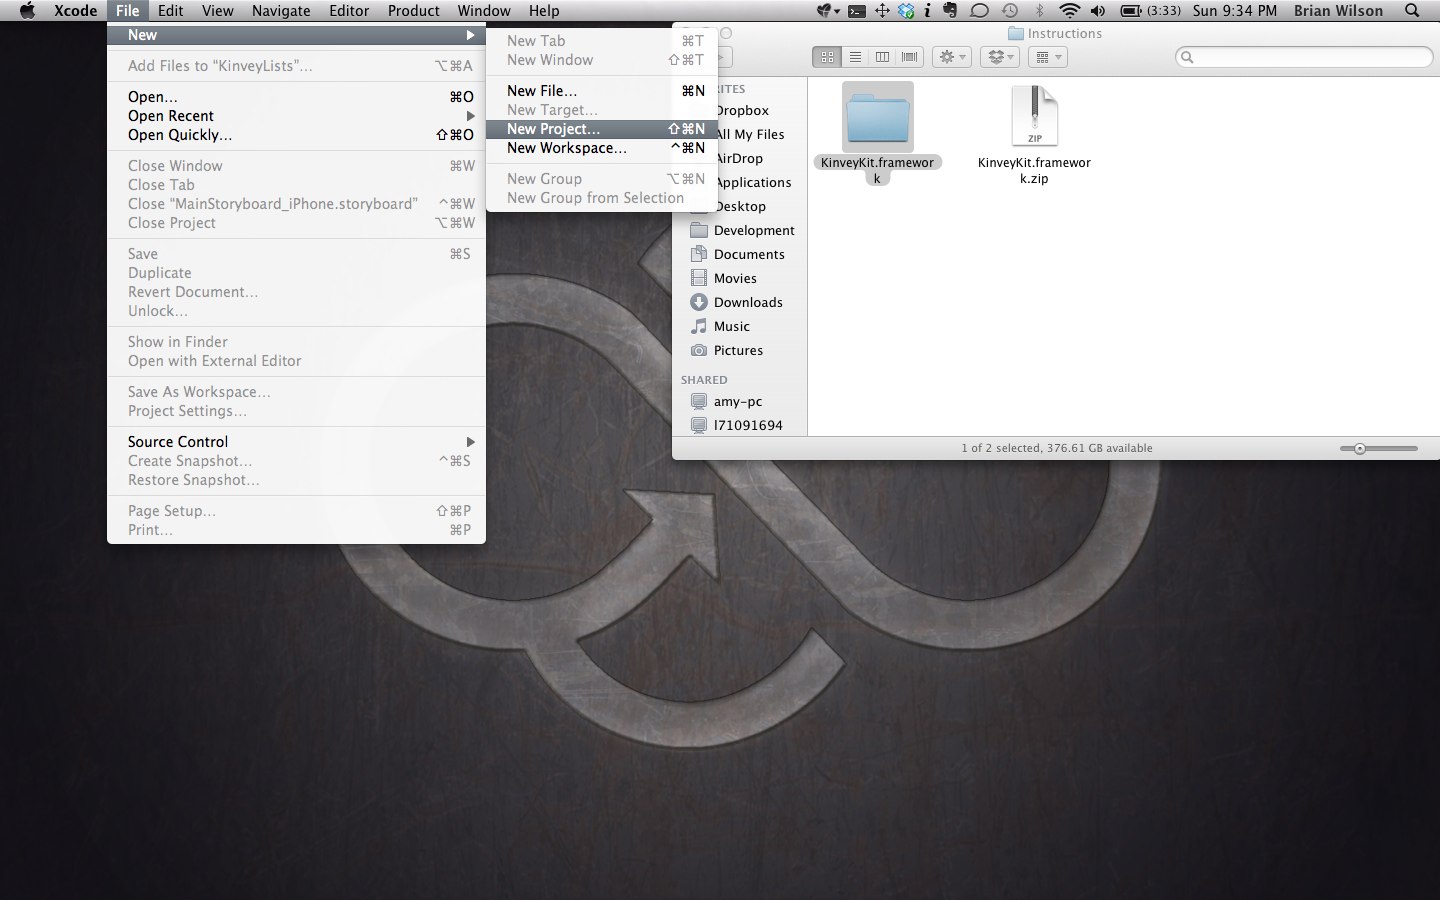 Xcode File Edit View Navigate Editor Product Window Help (3:33) Sun 9:34 PM Brian Wilson
New
Add Files to "KinveyLists"... ⌥⌘A
Open... ⌘O
Open Recent
Open Quickly... ⇧⌘O
Close Window ⌘W
Close Tab
Close "MainStoryboard_iPhone.storyboard" ^⌘W
Close Project ⌥⌘W
Save ⌘S
Duplicate
Revert Document...
Unlock...
Show in Finder
Open with External Editor
Save As Workspace...
Project Settings...
Source Control
Create Snapshot... ^⌘S
Restore Snapshot...
Page Setup... ⇧⌘P
Print... ⌘P
New Tab ⌘T
New Window ⇧⌘T
New File... ⌘N
New Target...
New Project... ⇧⌘N
New Workspace... ^⌘N
New Group ⌥⌘N
New Group from Selection
Instructions
RITES
Dropbox
All My Files
AirDrop
Applications
Desktop
Development
Documents
Movies
Downloads
Music
Pictures
SHARED
amy-pc
l71091694
KinveyKit.framewor
k
ZIP
KinveyKit.framewor
k.zip
1 of 2 selected, 376.61 GB available